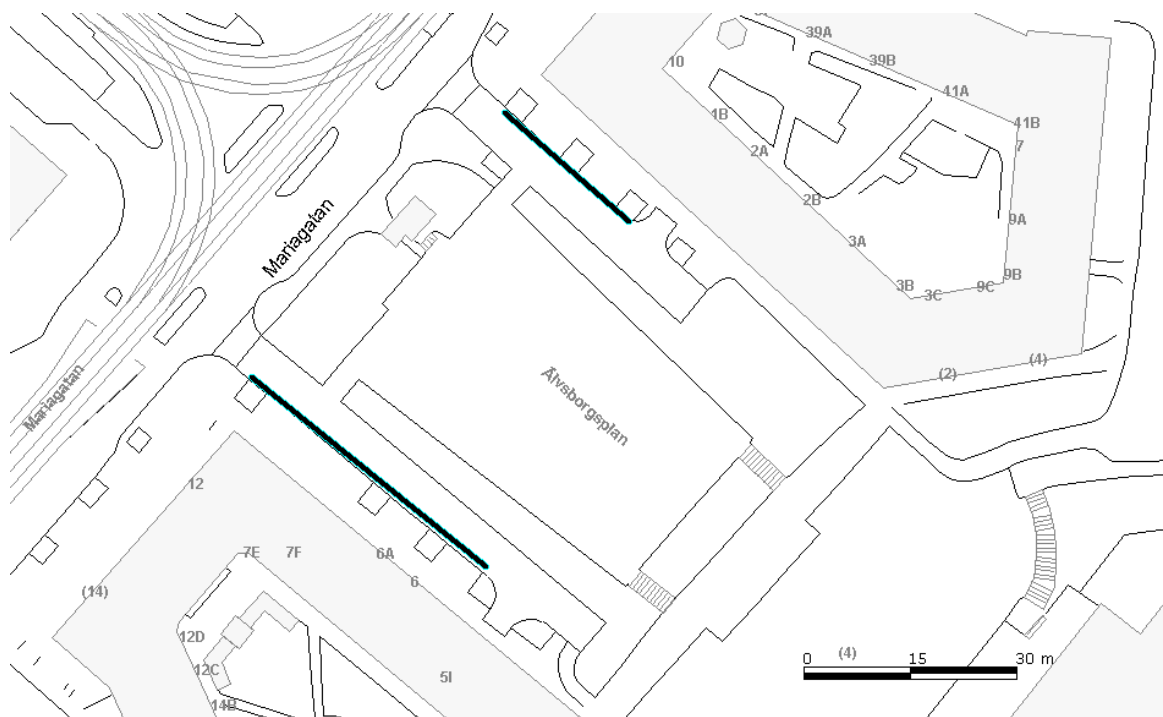 39A
39B
10
41A
1B
41B
7
2A
2B
9A
Mariagatan
3A
9B
3B
3C
9C
(4)
(2)
Mariagatan
Älvsborgsplan
12
7E
7F
6A
6
(14)
12D
12C
5I
14B
(4)
0 15 30 m